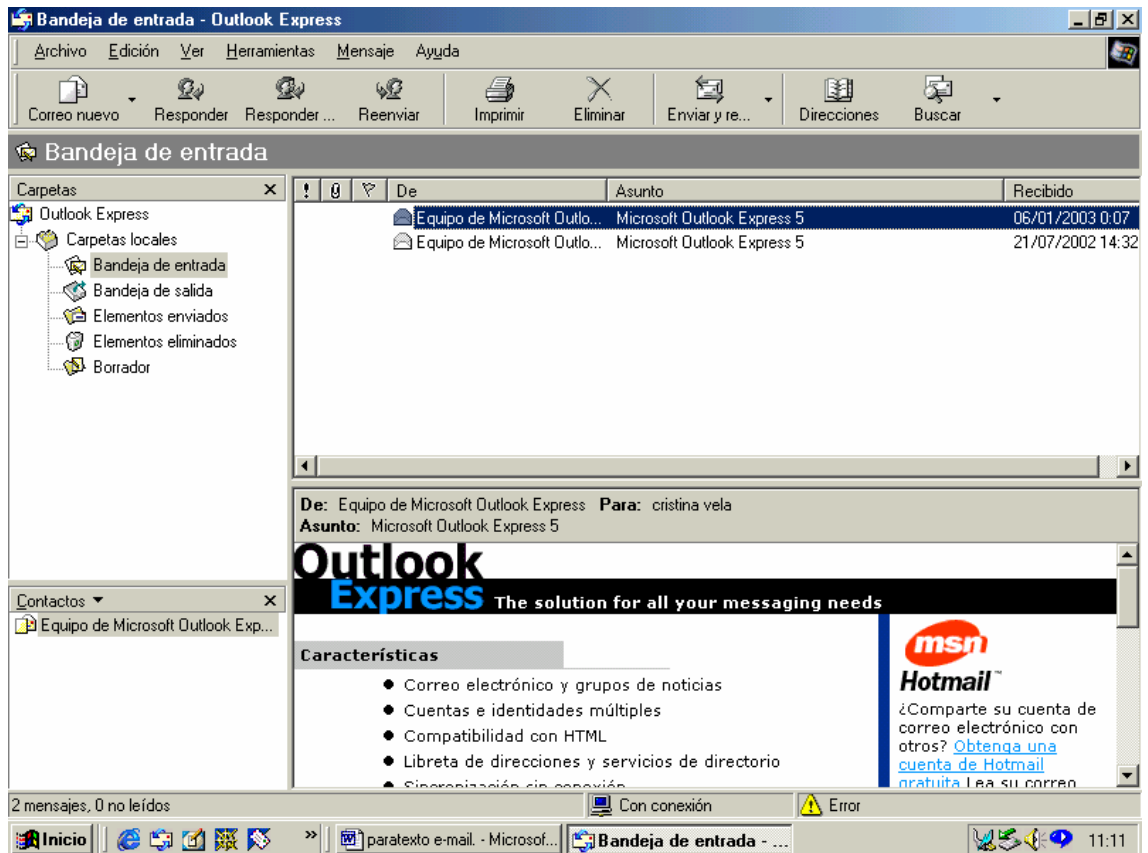 Bandeja de entrada - Outlook Express
Archivo Edición Ver Herramientas Mensaje Ayuda
Correo nuevo Responder Responder ... Reenviar Imprimir Eliminar Enviar y re... Direcciones Buscar
Bandeja de entrada
Carpetas
Outlook Express
Carpetas locales
Bandeja de entrada
Bandeja de salida
Elementos enviados
Elementos eliminados
Borrador
Contactos
Equipo de Microsoft Outlook Exp...
! De Asunto Recibido
Equipo de Microsoft Outlo... Microsoft Outlook Express 5 06/01/2003 0:07
Equipo de Microsoft Outlo... Microsoft Outlook Express 5 21/07/2002 14:32
De: Equipo de Microsoft Outlook Express Para: cristina vela
Asunto: Microsoft Outlook Express 5
Outlook
Express The solution for all your messaging needs
Características
Correo electrónico y grupos de noticias
Cuentas e identidades múltiples
Compatibilidad con HTML
Libreta de direcciones y servicios de directorio
Sincronización sin conexión
msn
Hotmail™
¿Comparte su cuenta de
correo electrónico con
otros? Obtenga una
cuenta de Hotmail
gratuita Lea su correo
2 mensajes, 0 no leídos Con conexión Error
Inicio » paratexto e-mail. - Microsof... Bandeja de entrada - ... 11:11